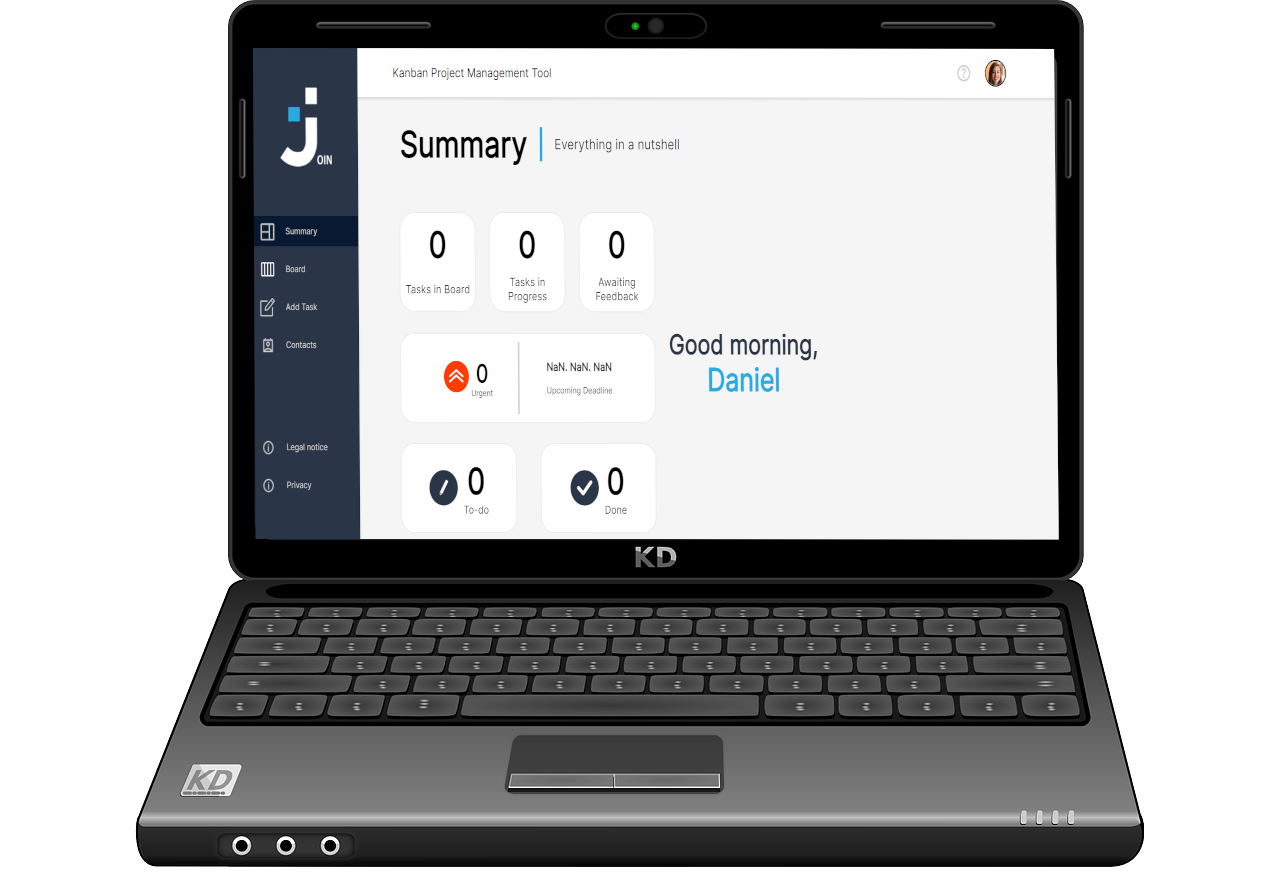 Kanban Project Management Tool
?
J
OIN
Summary
Board
Add Task
Contacts
Legal notice
Privacy
Summary
Everything in a nutshell
0
Tasks in Board
0
Tasks in
Progress
0
Awaiting
Feedback
0
Urgent
NaN. NaN. NaN
Upcoming Deadline
Good morning,
Daniel
0
To-do
0
Done
KD
KD